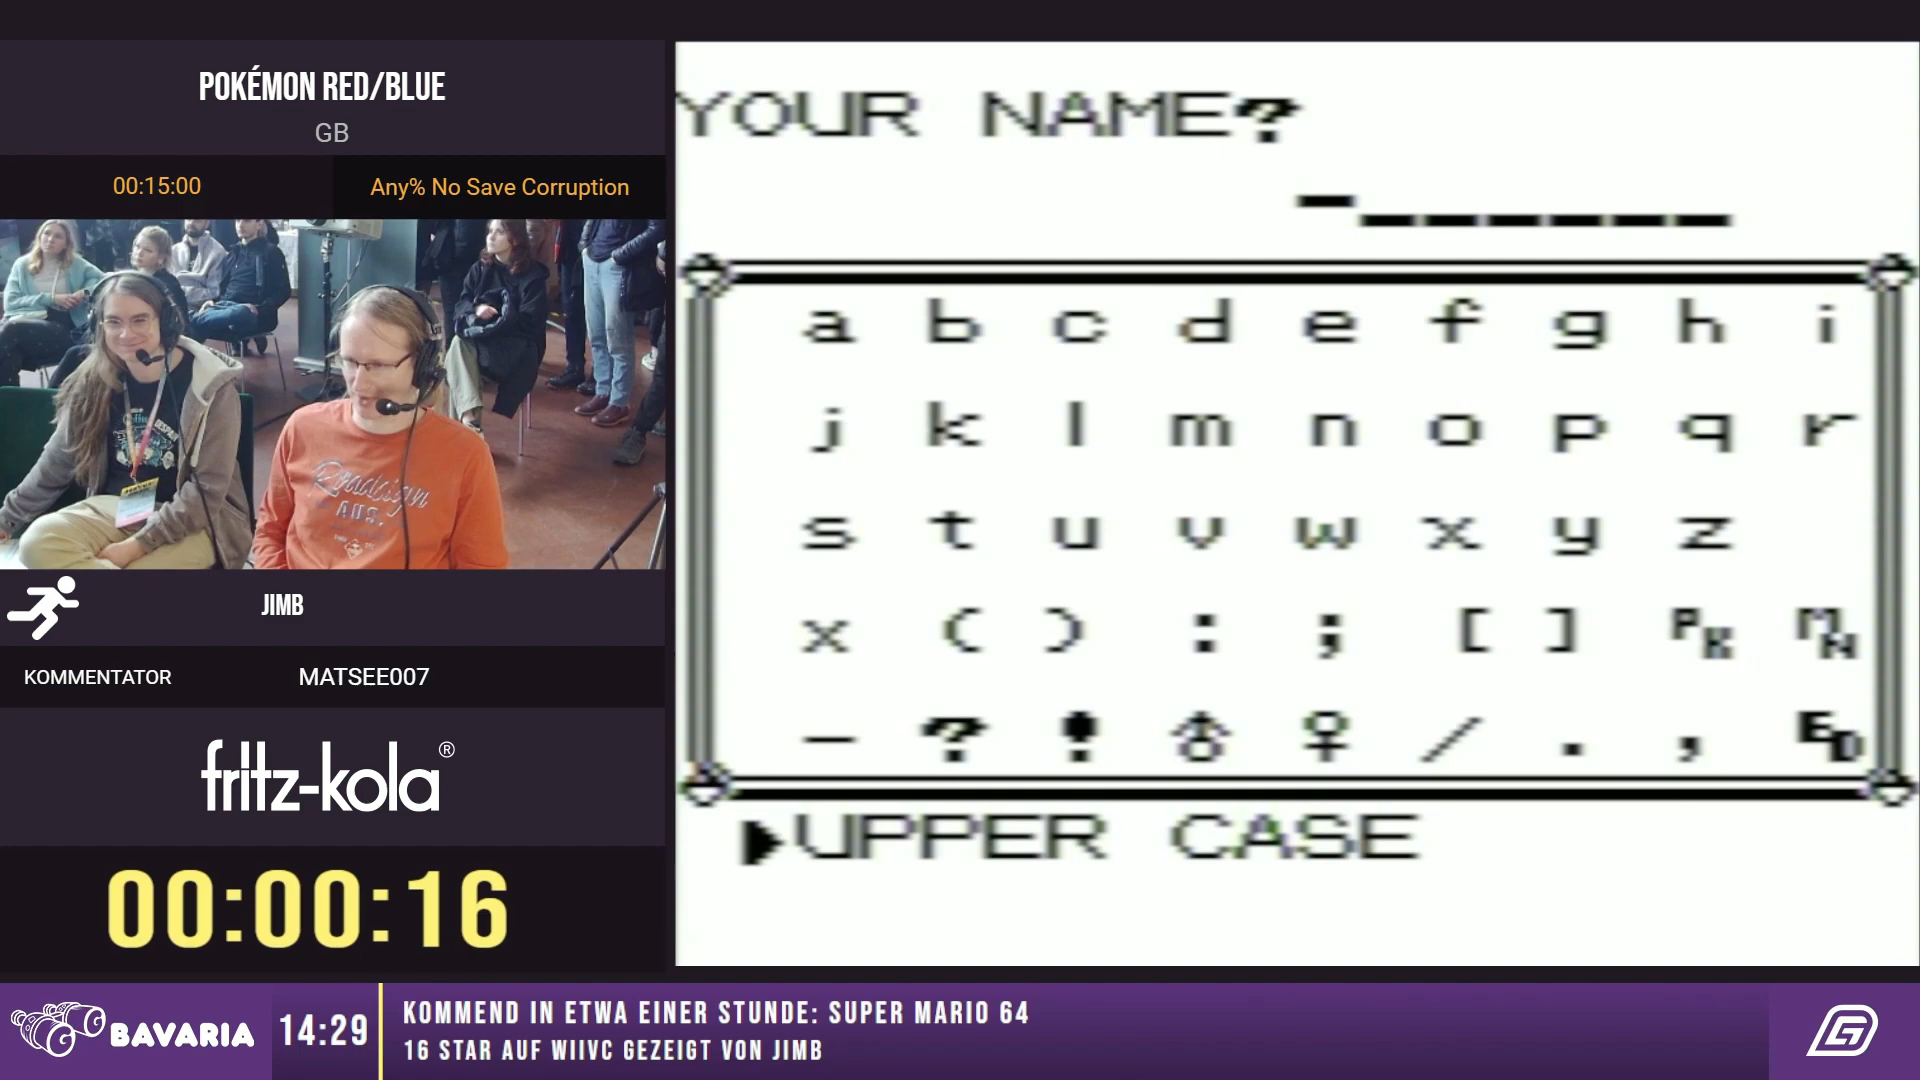 POKÉMON RED/BLUE
GB
00:15:00
Any% No Save Corruption
Roadsign
AUS.
JIMB
KOMMENTATOR
MATSEE007
fritz-kola®
00:00:16
YOUR NAME?
a b c d e f g h i
j k l m n o p q r
s t u v w x y z
x ( ) : ; [ ] PK MN
- ? ! ♂ ♀ / . , ED
▶UPPER CASE
BAVARIA
14:29
KOMMEND IN ETWA EINER STUNDE: SUPER MARIO 64
16 STAR AUF WIIVC GEZEIGT VON JIMB